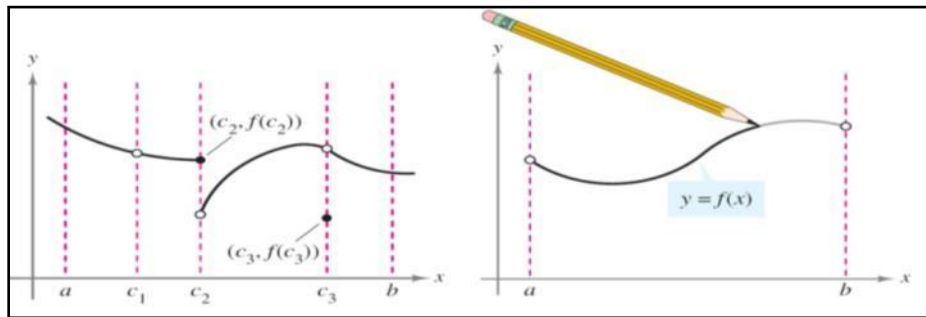 y
(c₂, f(c₂))
(c₃, f(c₃))
a c₁ c₂ c₃ b x
y
y = f(x)
a b x